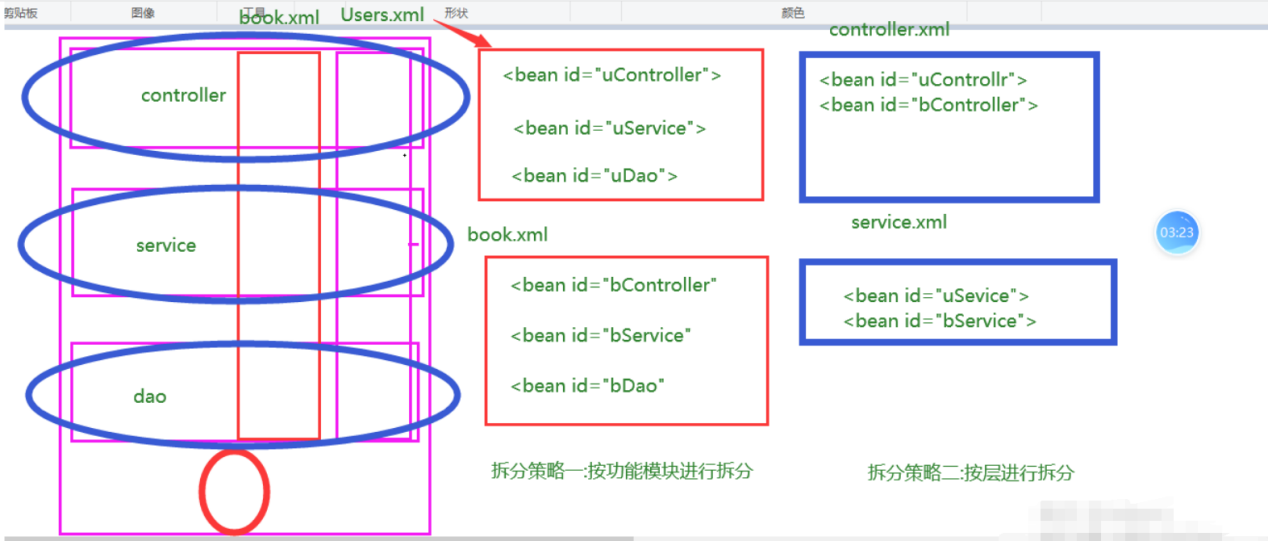 剪贴板
图像
工具
形状
颜色
book.xml
Users.xml
controller
service
dao
<bean id="uController">
<bean id="uService">
<bean id="uDao">
book.xml
<bean id="bController"
<bean id="bService"
<bean id="bDao"
拆分策略一:按功能模块进行拆分
controller.xml
<bean id="uControllr">
<bean id="bController">
service.xml
<bean id="uSevice">
<bean id="bService">
拆分策略二:按层进行拆分
03:23